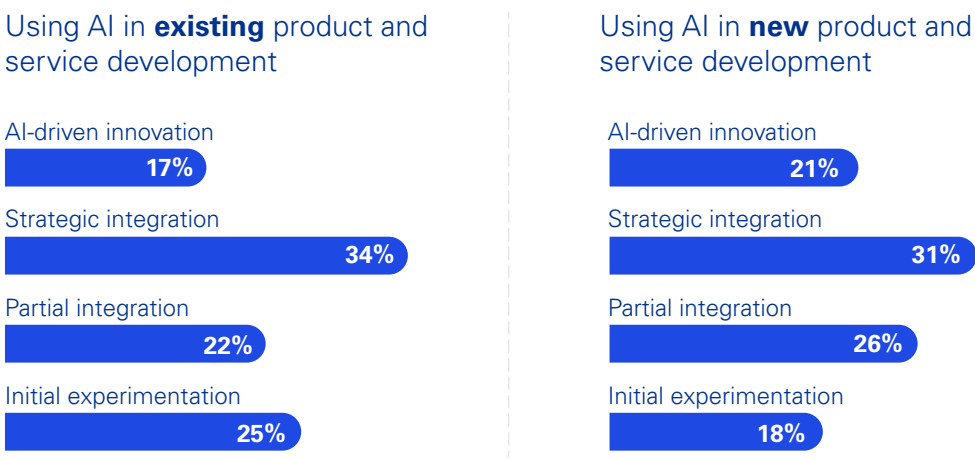 Using AI in existing product and
service development
AI-driven innovation
17%
Strategic integration
34%
Partial integration
22%
Initial experimentation
25%
Using AI in new product and
service development
AI-driven innovation
21%
Strategic integration
31%
Partial integration
26%
Initial experimentation
18%